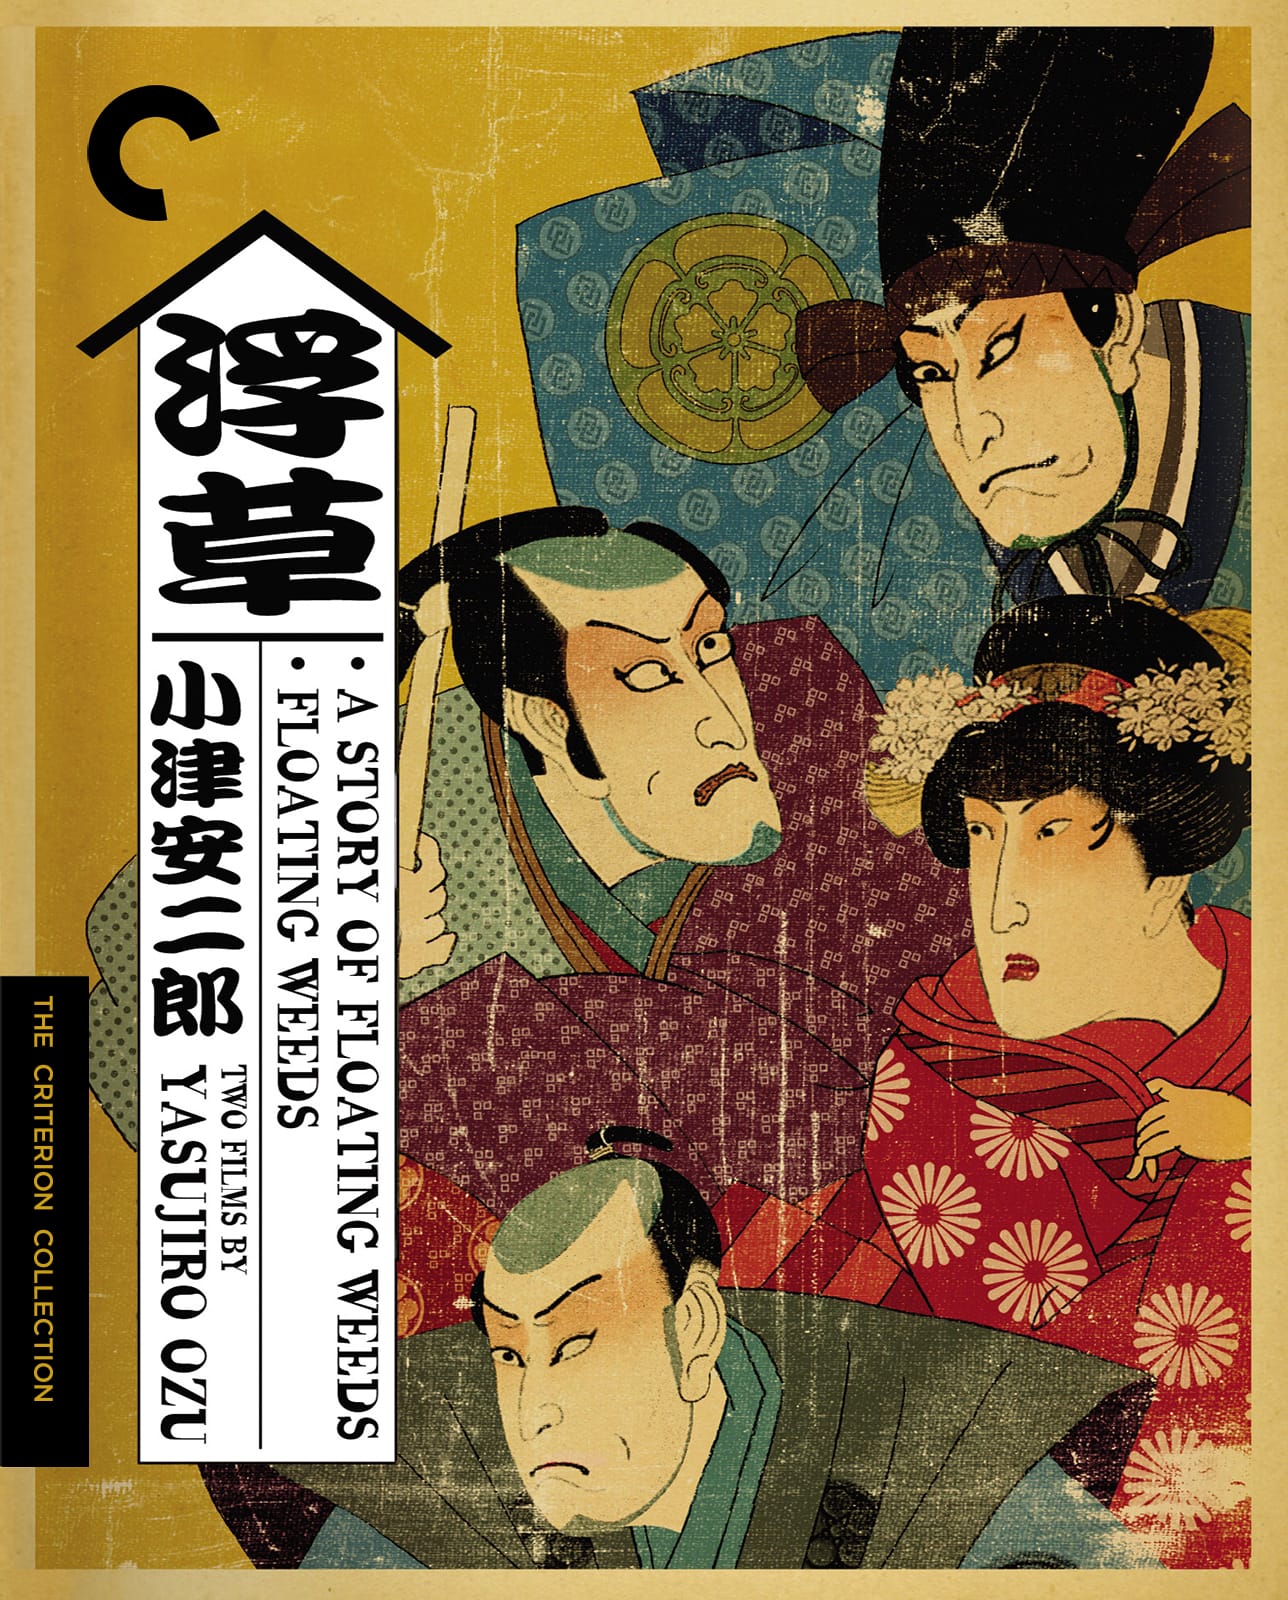 浮草
・A STORY OF FLOATING WEEDS
・FLOATING WEEDS
小津安二郎
TWO FILMS BY
YASUJIRO OZU
THE CRITERION COLLECTION